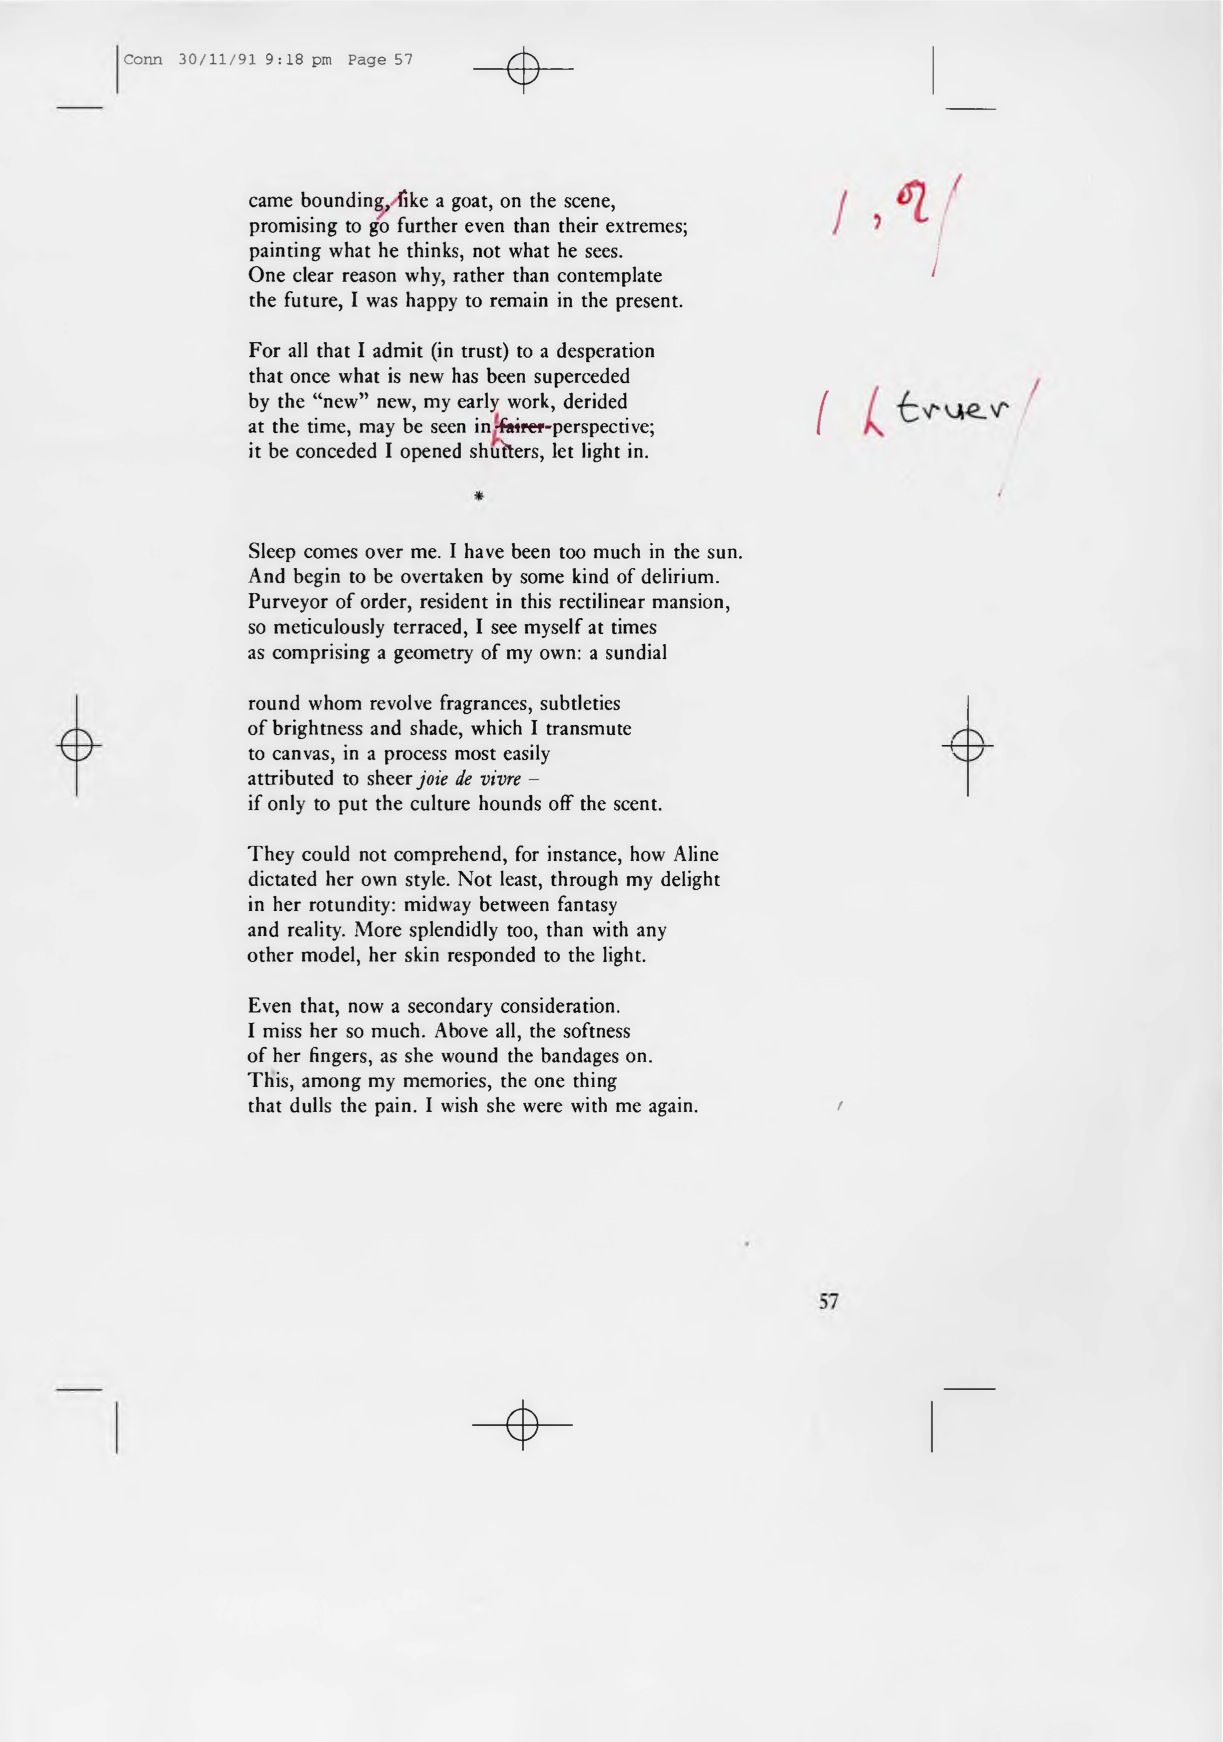 Conn 30/11/91 9:18 pm Page 57
came bounding, like a goat, on the scene,
promising to go further even than their extremes;
painting what he thinks, not what he sees.
One clear reason why, rather than contemplate
the future, I was happy to remain in the present.
For all that I admit (in trust) to a desperation
that once what is new has been superceded
by the “new” new, my early work, derided
at the time, may be seen in fairer perspective;
truer
it be conceded I opened shutters, let light in.
*
Sleep comes over me. I have been too much in the sun.
And begin to be overtaken by some kind of delirium.
Purveyor of order, resident in this rectilinear mansion,
so meticulously terraced, I see myself at times
as comprising a geometry of my own: a sundial
round whom revolve fragrances, subtleties
of brightness and shade, which I transmute
to canvas, in a process most easily
attributed to sheer joie de vivre –
if only to put the culture hounds off the scent.
They could not comprehend, for instance, how Aline
dictated her own style. Not least, through my delight
in her rotundity: midway between fantasy
and reality. More splendidly too, than with any
other model, her skin responded to the light.
Even that, now a secondary consideration.
I miss her so much. Above all, the softness
of her fingers, as she wound the bandages on.
This, among my memories, the one thing
that dulls the pain. I wish she were with me again.
57